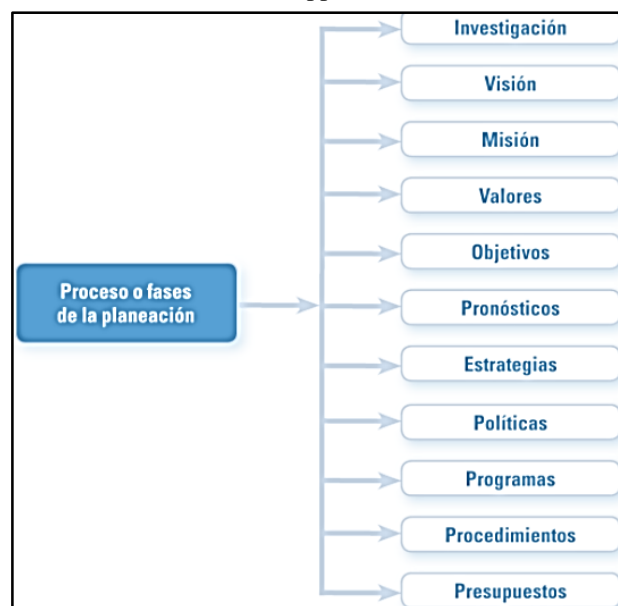 Proceso o fases
de la planeación
Investigación
Visión
Misión
Valores
Objetivos
Pronósticos
Estrategias
Políticas
Programas
Procedimientos
Presupuestos